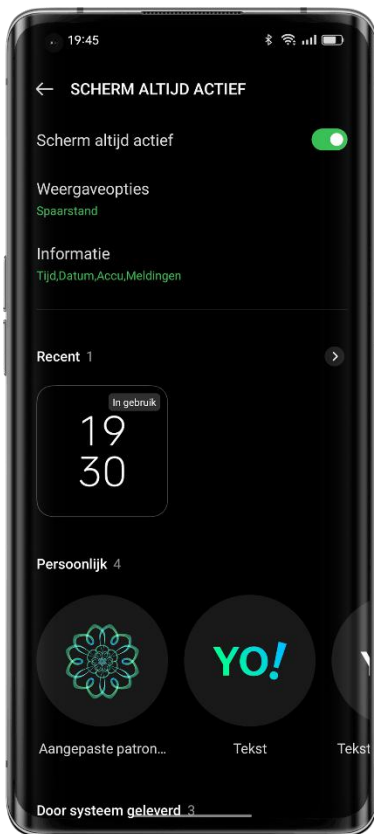 19:45
SCHERM ALTIJD ACTIEF
Scherm altijd actief
Weergaveopties
Spaarstand
Informatie
Tijd,Datum,Accu,Meldingen
Recent 1
In gebruik
19
30
Persoonlijk 4
YO!
Aangepaste patron...
Tekst
Tekst
Door systeem geleverd 3